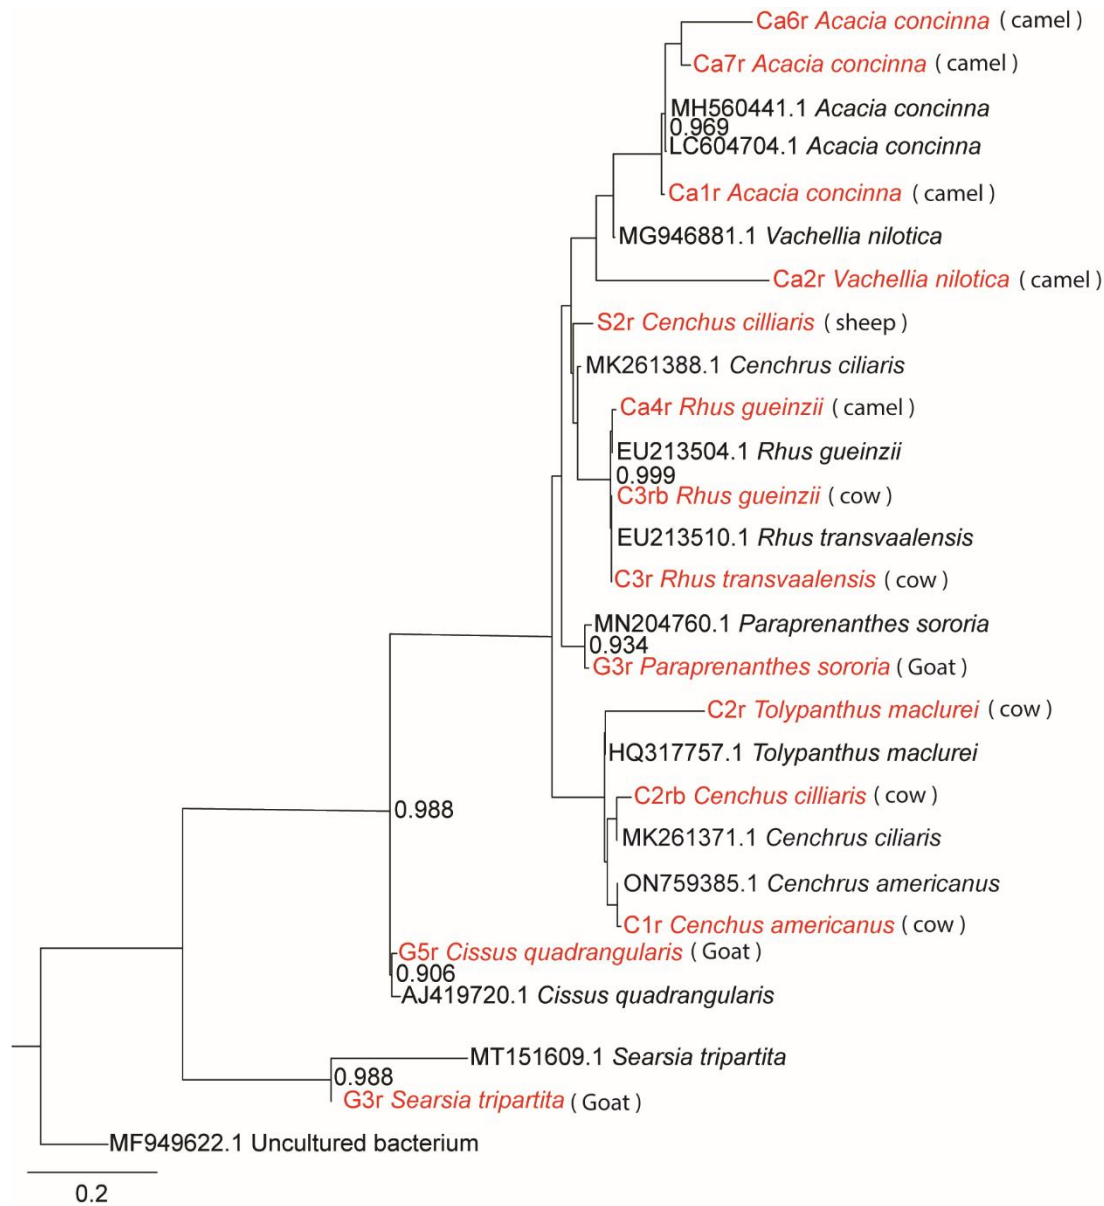 Ca6r Acacia concinna ( camel )
Ca7r Acacia concinna ( camel )
MH560441.1 Acacia concinna
0.969
LC604704.1 Acacia concinna
Ca1r Acacia concinna ( camel )
MG946881.1 Vachellia nilotica
Ca2r Vachellia nilotica ( camel )
S2r Cenchus cilliaris ( sheep )
MK261388.1 Cenchrus ciliaris
Ca4r Rhus gueinzii ( camel )
EU213504.1 Rhus gueinzii
0.999
C3rb Rhus gueinzii ( cow )
EU213510.1 Rhus transvaalensis
C3r Rhus transvaalensis ( cow )
MN204760.1 Paraprenanthes sororia
0.934
G3r Paraprenanthes sororia ( Goat )
C2r Tolypanthus maclurei ( cow )
HQ317757.1 Tolypanthus maclurei
C2rb Cenchus cilliaris ( cow )
0.988
MK261371.1 Cenchrus ciliaris
ON759385.1 Cenchrus americanus
C1r Cenchus americanus ( cow )
G5r Cissus quadrangularis ( Goat )
0.906
AJ419720.1 Cissus quadrangularis
MT151609.1 Searsia tripartita
0.988
G3r Searsia tripartita ( Goat )
MF949622.1 Uncultured bacterium
0.2